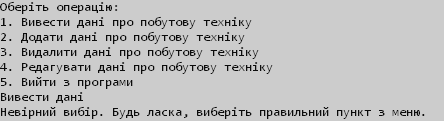 Оберіть операцію:
1. Вивести дані про побутову техніку
2. Додати дані про побутову техніку
3. Видалити дані про побутову техніку
4. Редагувати дані про побутову техніку
5. Вийти з програми
Вивести дані
Невірний вибір. Будь ласка, виберіть правильний пункт з меню.